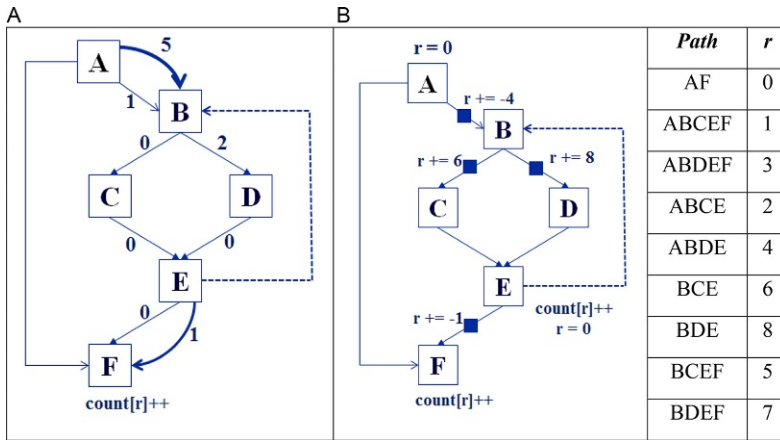 A
5
A
1
B
0
2
C
D
0
0
E
0
1
F
count[r]++
B
r = 0
A
r += -4
B
r += 6
r += 8
C
D
E
r += -1
count[r]++
r = 0
F
count[r]++
Path r
AF 0
ABCEF 1
ABDEF 3
ABCE 2
ABDE 4
BCE 6
BDE 8
BCEF 5
BDEF 7